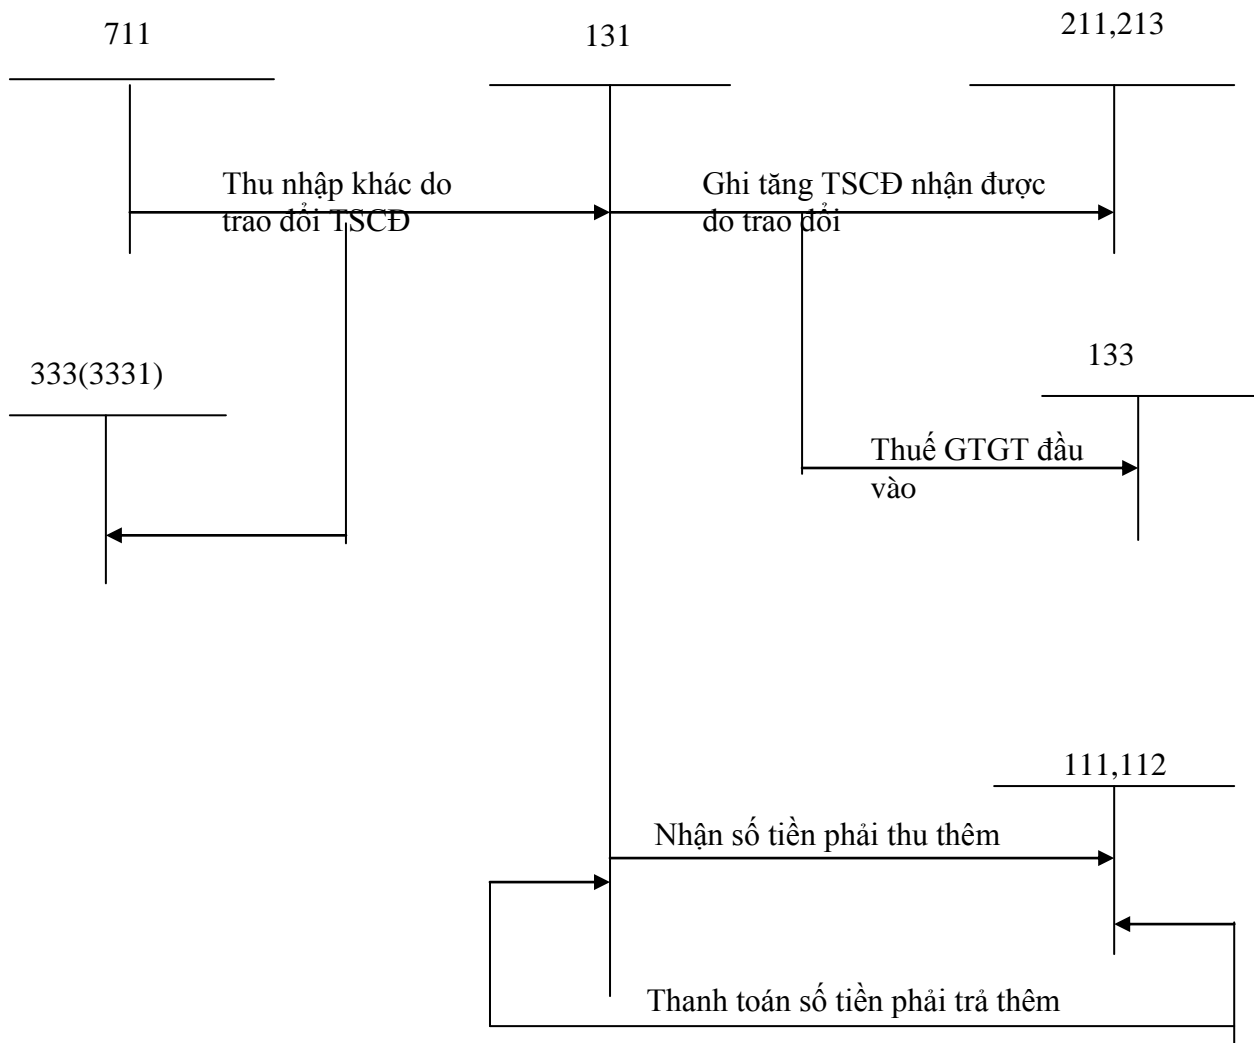 711
131
211,213
Thu nhập khác do
trao đổi TSCĐ
Ghi tăng TSCĐ nhận được
do trao đổi
333(3331)
133
Thuế GTGT đầu
vào
111,112
Nhận số tiền phải thu thêm
Thanh toán số tiền phải trả thêm